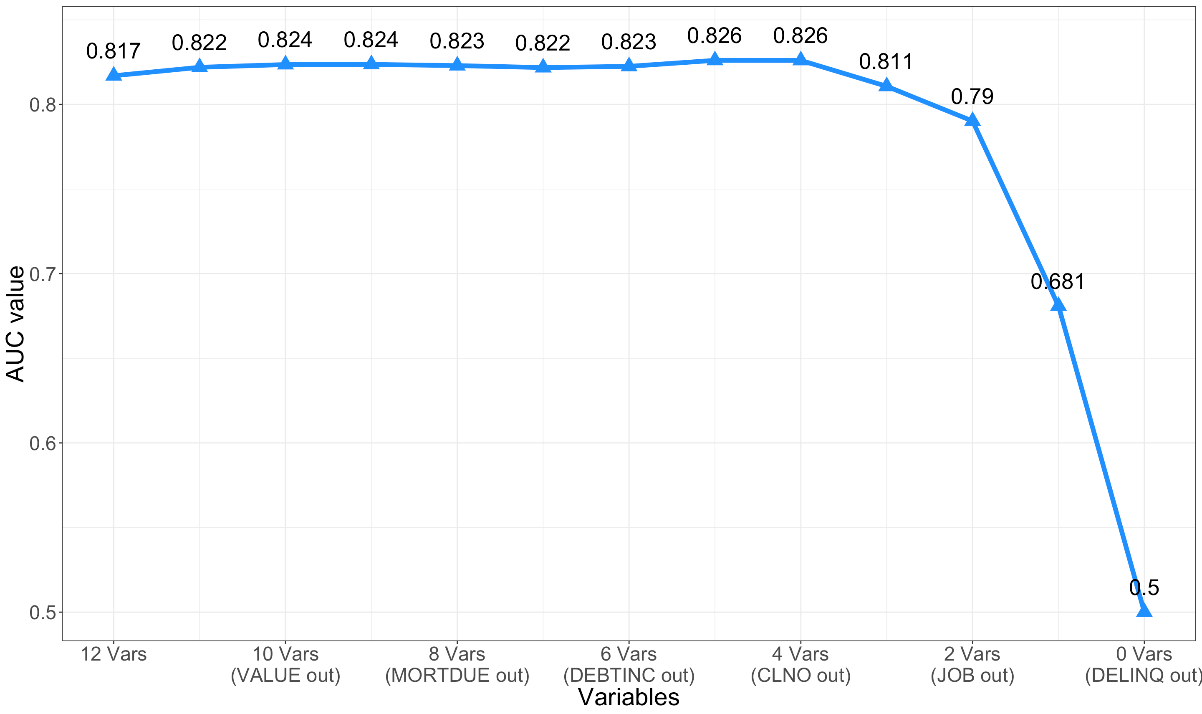 0.817
0.822
0.824
0.824
0.823
0.822
0.823
0.826
0.826
0.811
0.79
0.681
0.5
AUC value
0.8
0.7
0.6
0.5
12 Vars
10 Vars
(VALUE out)
8 Vars
(MORTDUE out)
6 Vars
(DEBTINC out)
4 Vars
(CLNO out)
2 Vars
(JOB out)
0 Vars
(DELINQ out)
Variables